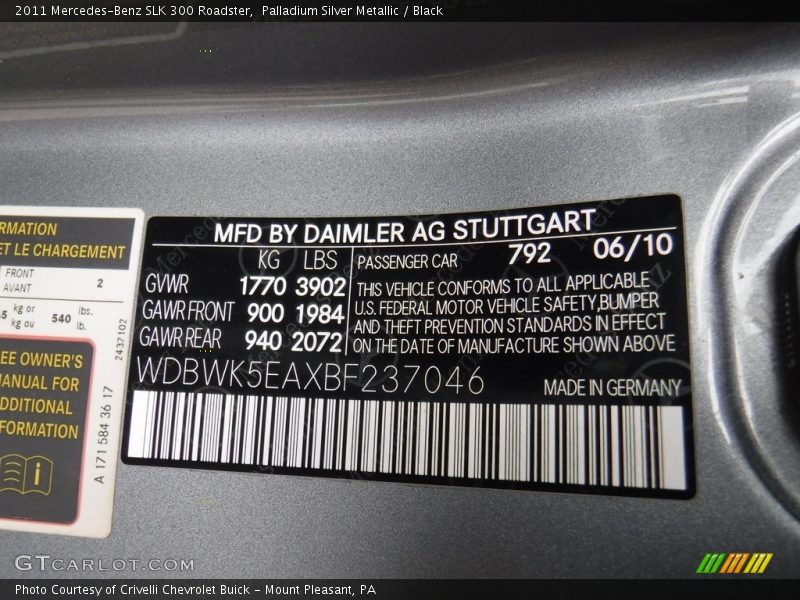 2011 Mercedes-Benz SLK 300 Roadster,  Palladium Silver Metallic / Black
RMATION
ET LE CHARGEMENT
FRONT
AVANT
2
kg or
kg ou
540
lbs.
lb.
EE OWNER'S
ANUAL FOR
DDITIONAL
FORMATION
A 171 584 36 17
2437102
MFD BY DAIMLER AG STUTTGART
KG LBS
GVWR 1770 3902
GAWR FRONT 900 1984
GAWR REAR 940 2072
PASSENGER CAR 792 06/10
THIS VEHICLE CONFORMS TO ALL APPLICABLE
U.S. FEDERAL MOTOR VEHICLE SAFETY,BUMPER
AND THEFT PREVENTION STANDARDS IN EFFECT
ON THE DATE OF MANUFACTURE SHOWN ABOVE
WDBWK5EAXBF237046
MADE IN GERMANY
GTCARLOT.COM
Photo Courtesy of Crivelli Chevrolet Buick - Mount Pleasant, PA